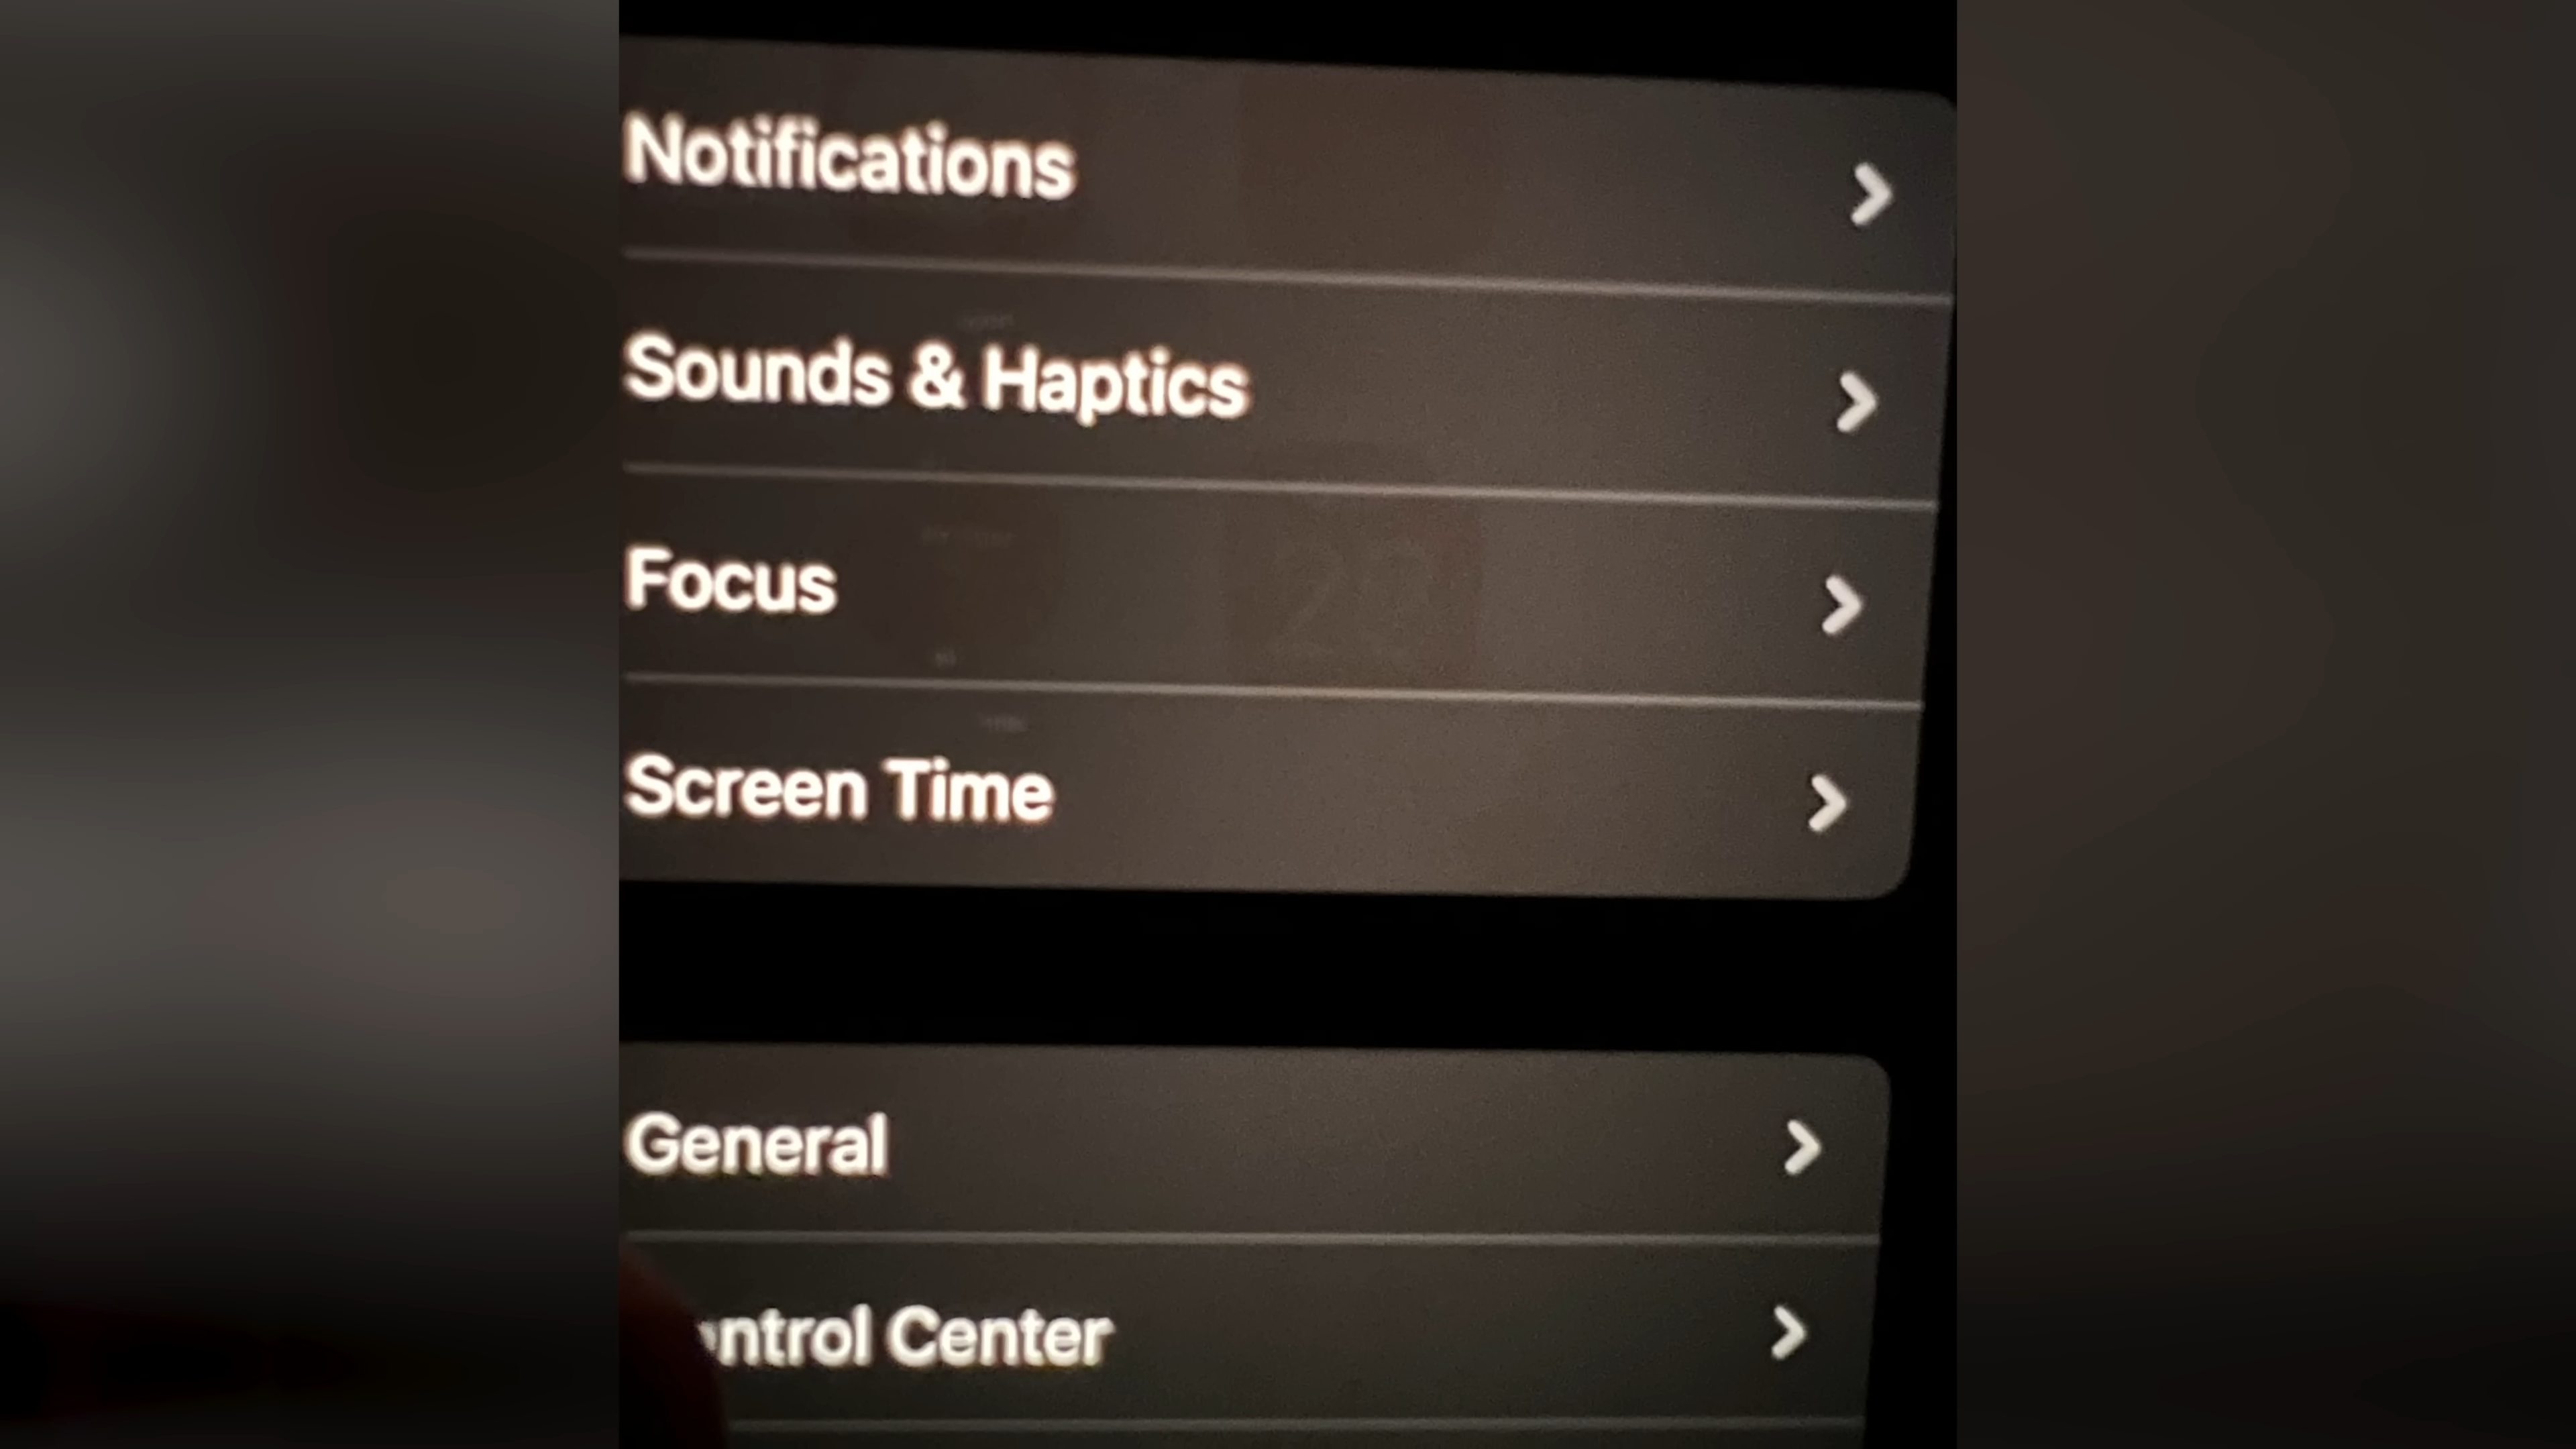 Notifications
Sounds & Haptics
Focus
Screen Time
General
ntrol Center